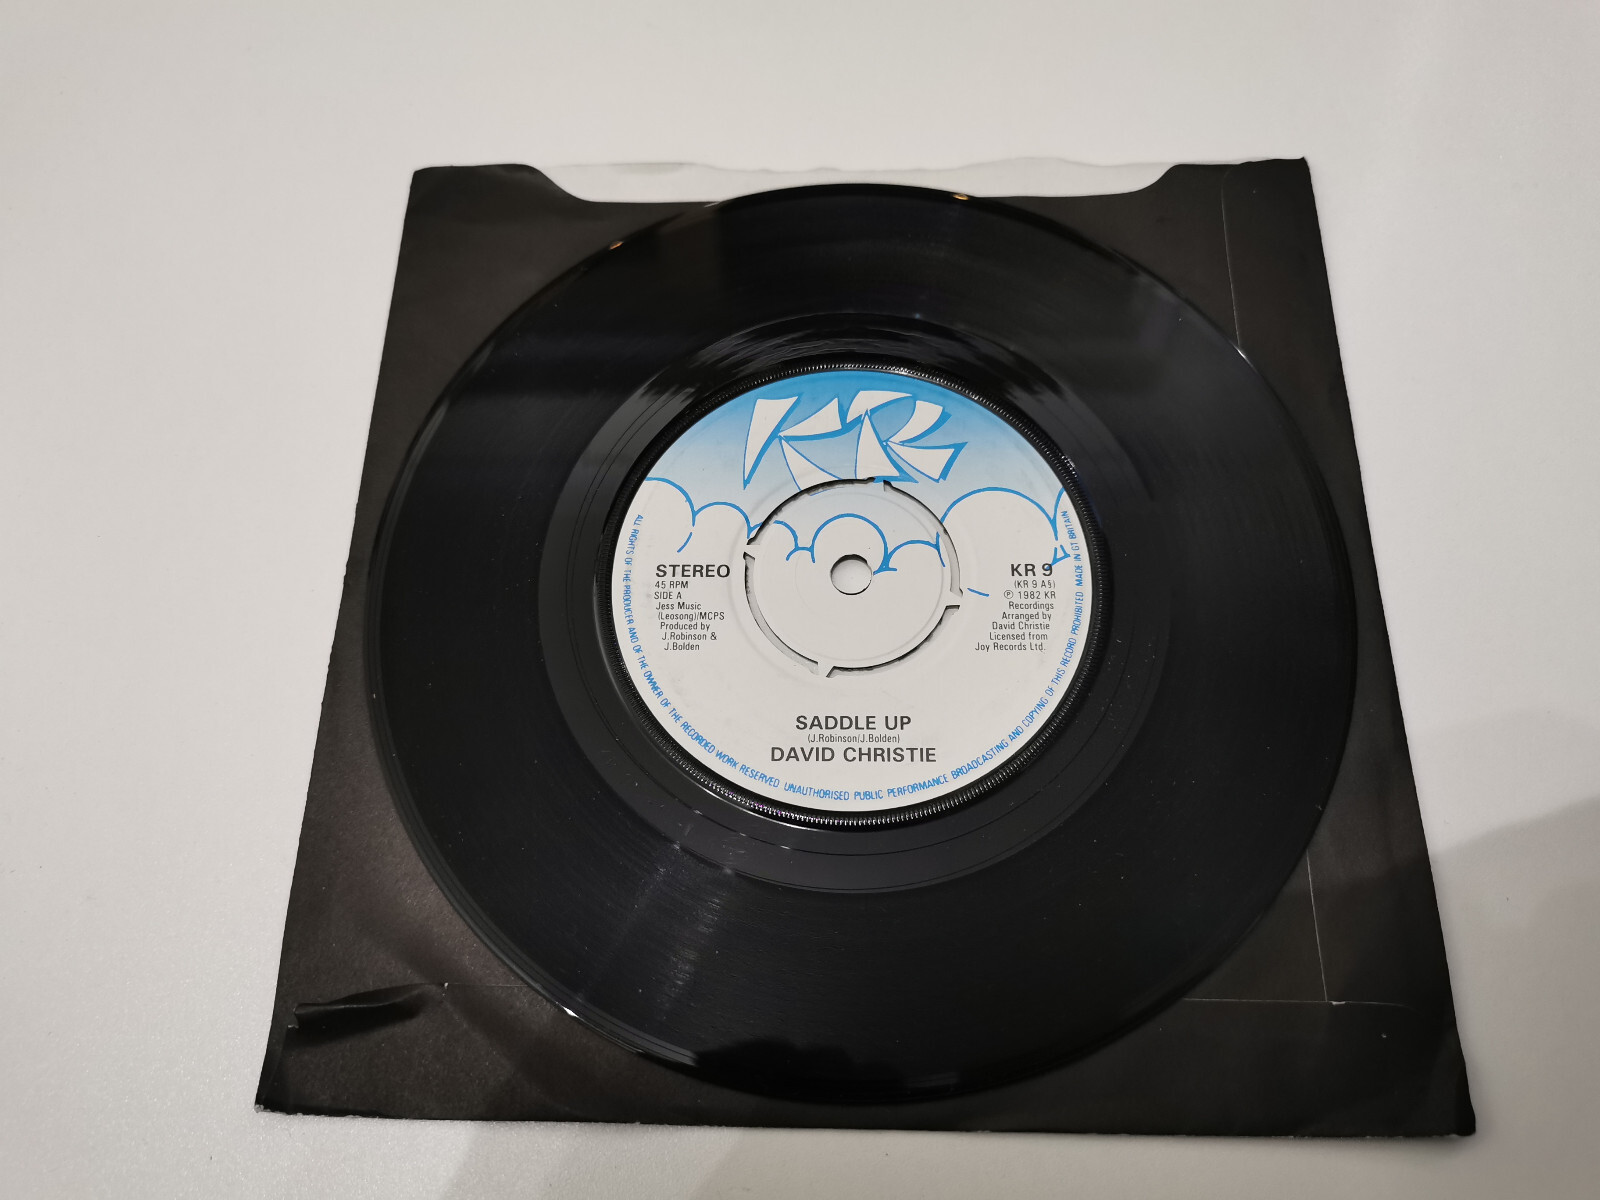 KR
STEREO
45 RPM
SIDE A
Jess Music
(Leosong)/MCPS
Produced by
J.Robinson &
J.Bolden
KR 9
(KR 9 A§)
℗ 1982 KR
Recordings
Arranged by
David Christie
Licensed from
Joy Records Ltd.
SADDLE UP
(J.Robinson/J.Bolden)
DAVID CHRISTIE
ALL RIGHTS OF THE PRODUCER AND OF THE OWNER OF THE RECORDED WORK RESERVED UNAUTHORISED PUBLIC PERFORMANCE BROADCASTING AND COPYING OF THIS RECORD PROHIBITED MADE IN GT BRITAIN